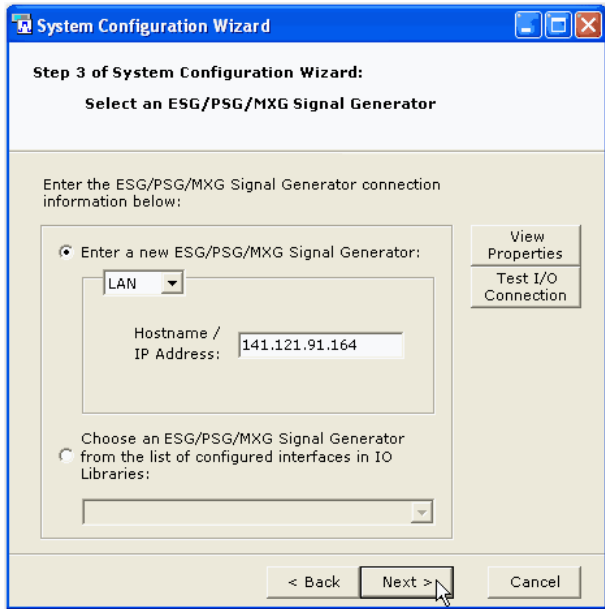 System Configuration Wizard
Step 3 of System Configuration Wizard:
Select an ESG/PSG/MXG Signal Generator
Enter the ESG/PSG/MXG Signal Generator connection
information below:
Enter a new ESG/PSG/MXG Signal Generator:
LAN
Hostname /
IP Address:
141.121.91.164
Choose an ESG/PSG/MXG Signal Generator
from the list of configured interfaces in IO
Libraries:
View
Properties
Test I/O
Connection
< Back
Next >
Cancel